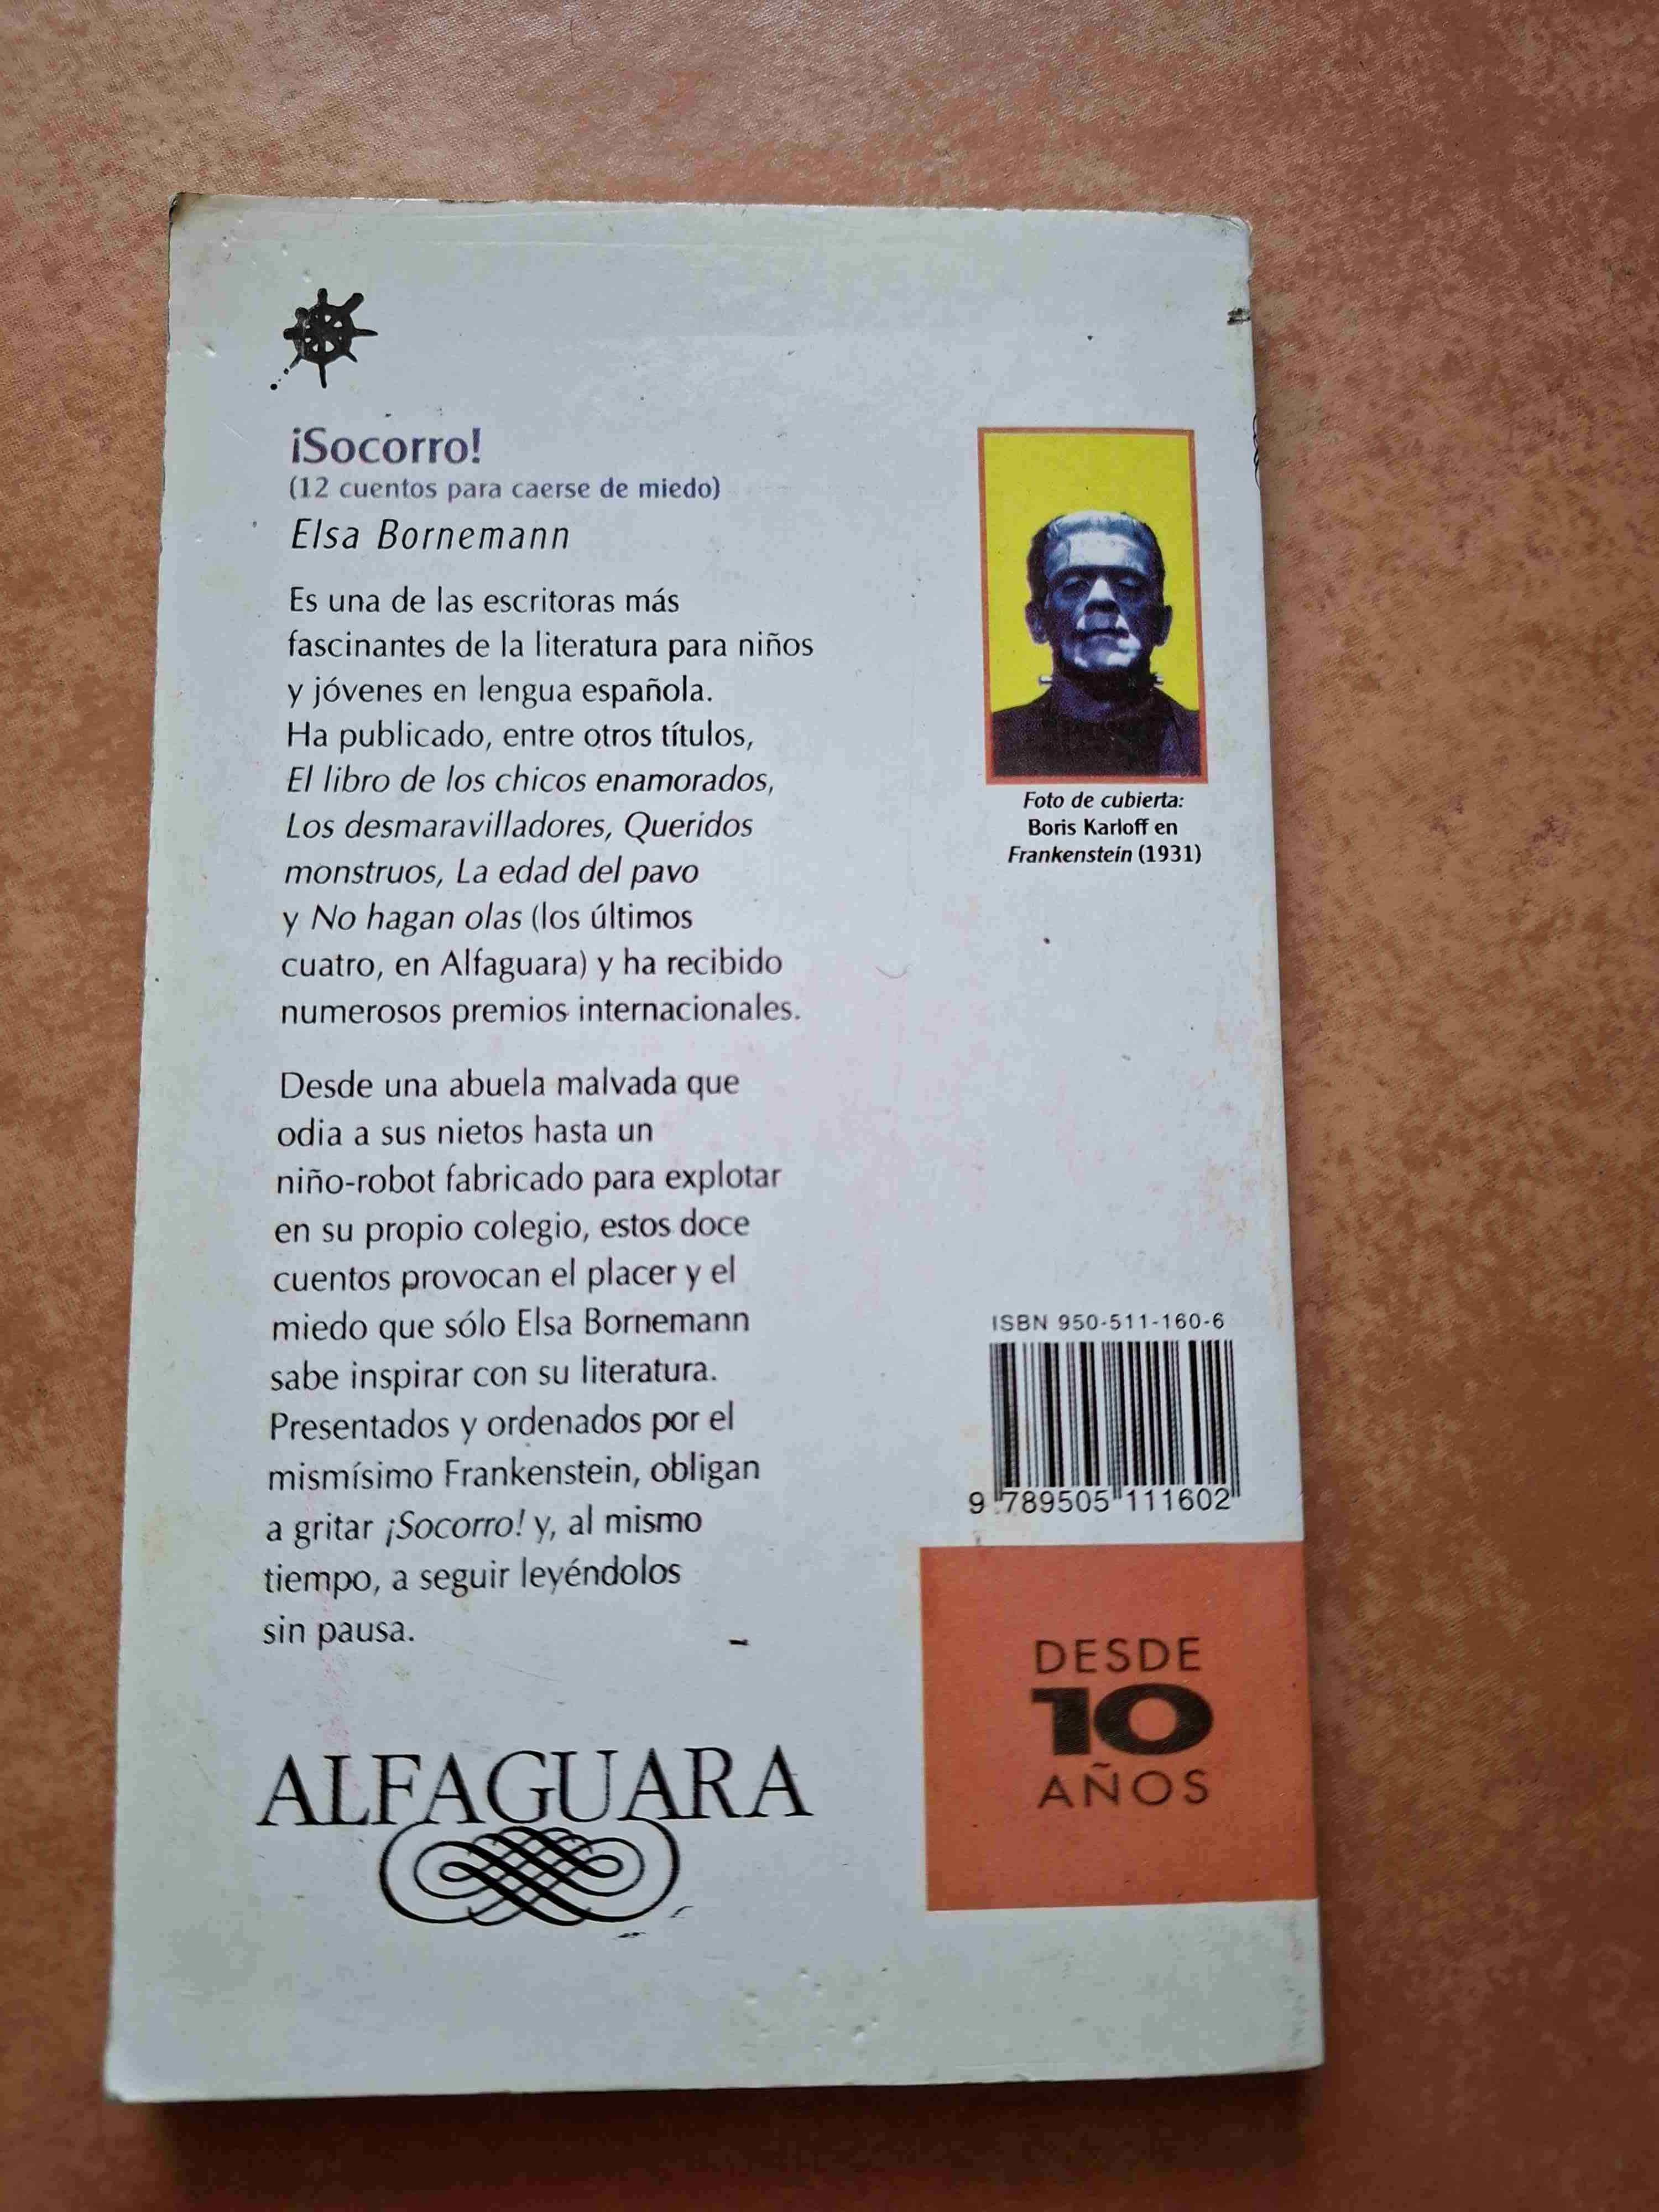 ¡Socorro!
(12 cuentos para caerse de miedo)
Elsa Bornemann
Es una de las escritoras más
fascinantes de la literatura para niños
y jóvenes en lengua española.
Ha publicado, entre otros títulos,
El libro de los chicos enamorados,
Los desmaravilladores, Queridos
monstruos, La edad del pavo
y No hagan olas (los últimos
cuatro, en Alfaguara) y ha recibido
numerosos premios internacionales.
Desde una abuela malvada que
odia a sus nietos hasta un
niño-robot fabricado para explotar
en su propio colegio, estos doce
cuentos provocan el placer y el
miedo que sólo Elsa Bornemann
sabe inspirar con su literatura.
Presentados y ordenados por el
mismísimo Frankenstein, obligan
a gritar ¡Socorro! y, al mismo
tiempo, a seguir leyéndolos
sin pausa.
ALFAGUARA
Foto de cubierta:
Boris Karloff en
Frankenstein (1931)
ISBN 950-511-160-6
9 789505 111602
DESDE
10
AÑOS